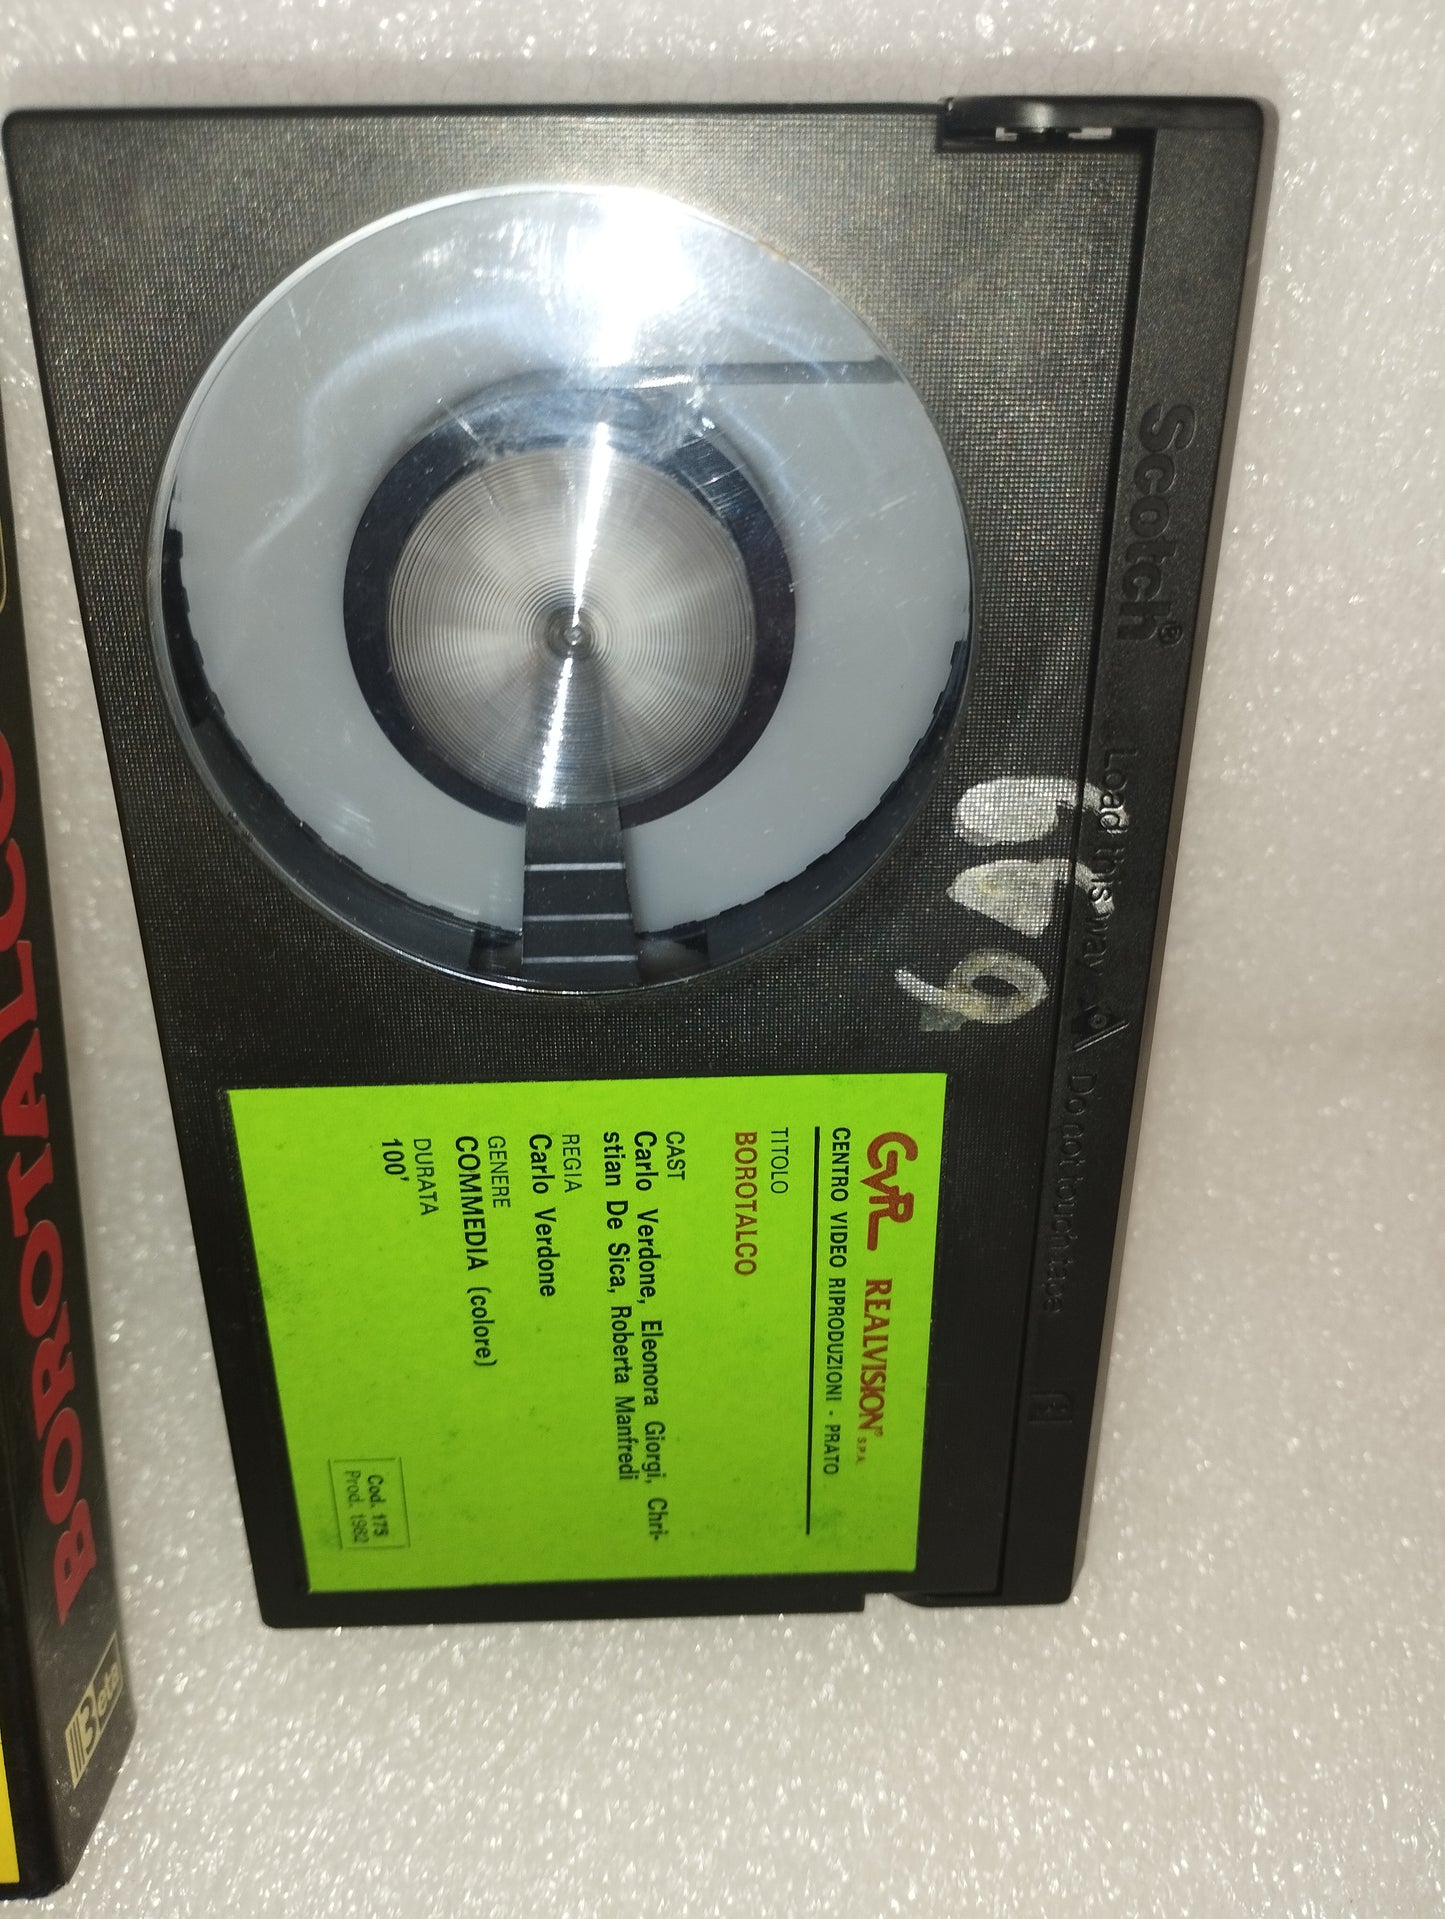 Scotch®
Load this way
Do not touch tape
GVR REALVISION® S.P.A.
CENTRO VIDEO RIPRODUZIONI - PRATO
TITOLO
BOROTALCO
CAST
Carlo Verdone, Eleonora Giorgi, Chri-
stian De Sica, Roberta Manfredi
REGIA
Carlo Verdone
GENERE
COMMEDIA (colore)
DURATA
100'
Cod. 175
Prod. 1982
BOROTALCO
Beta